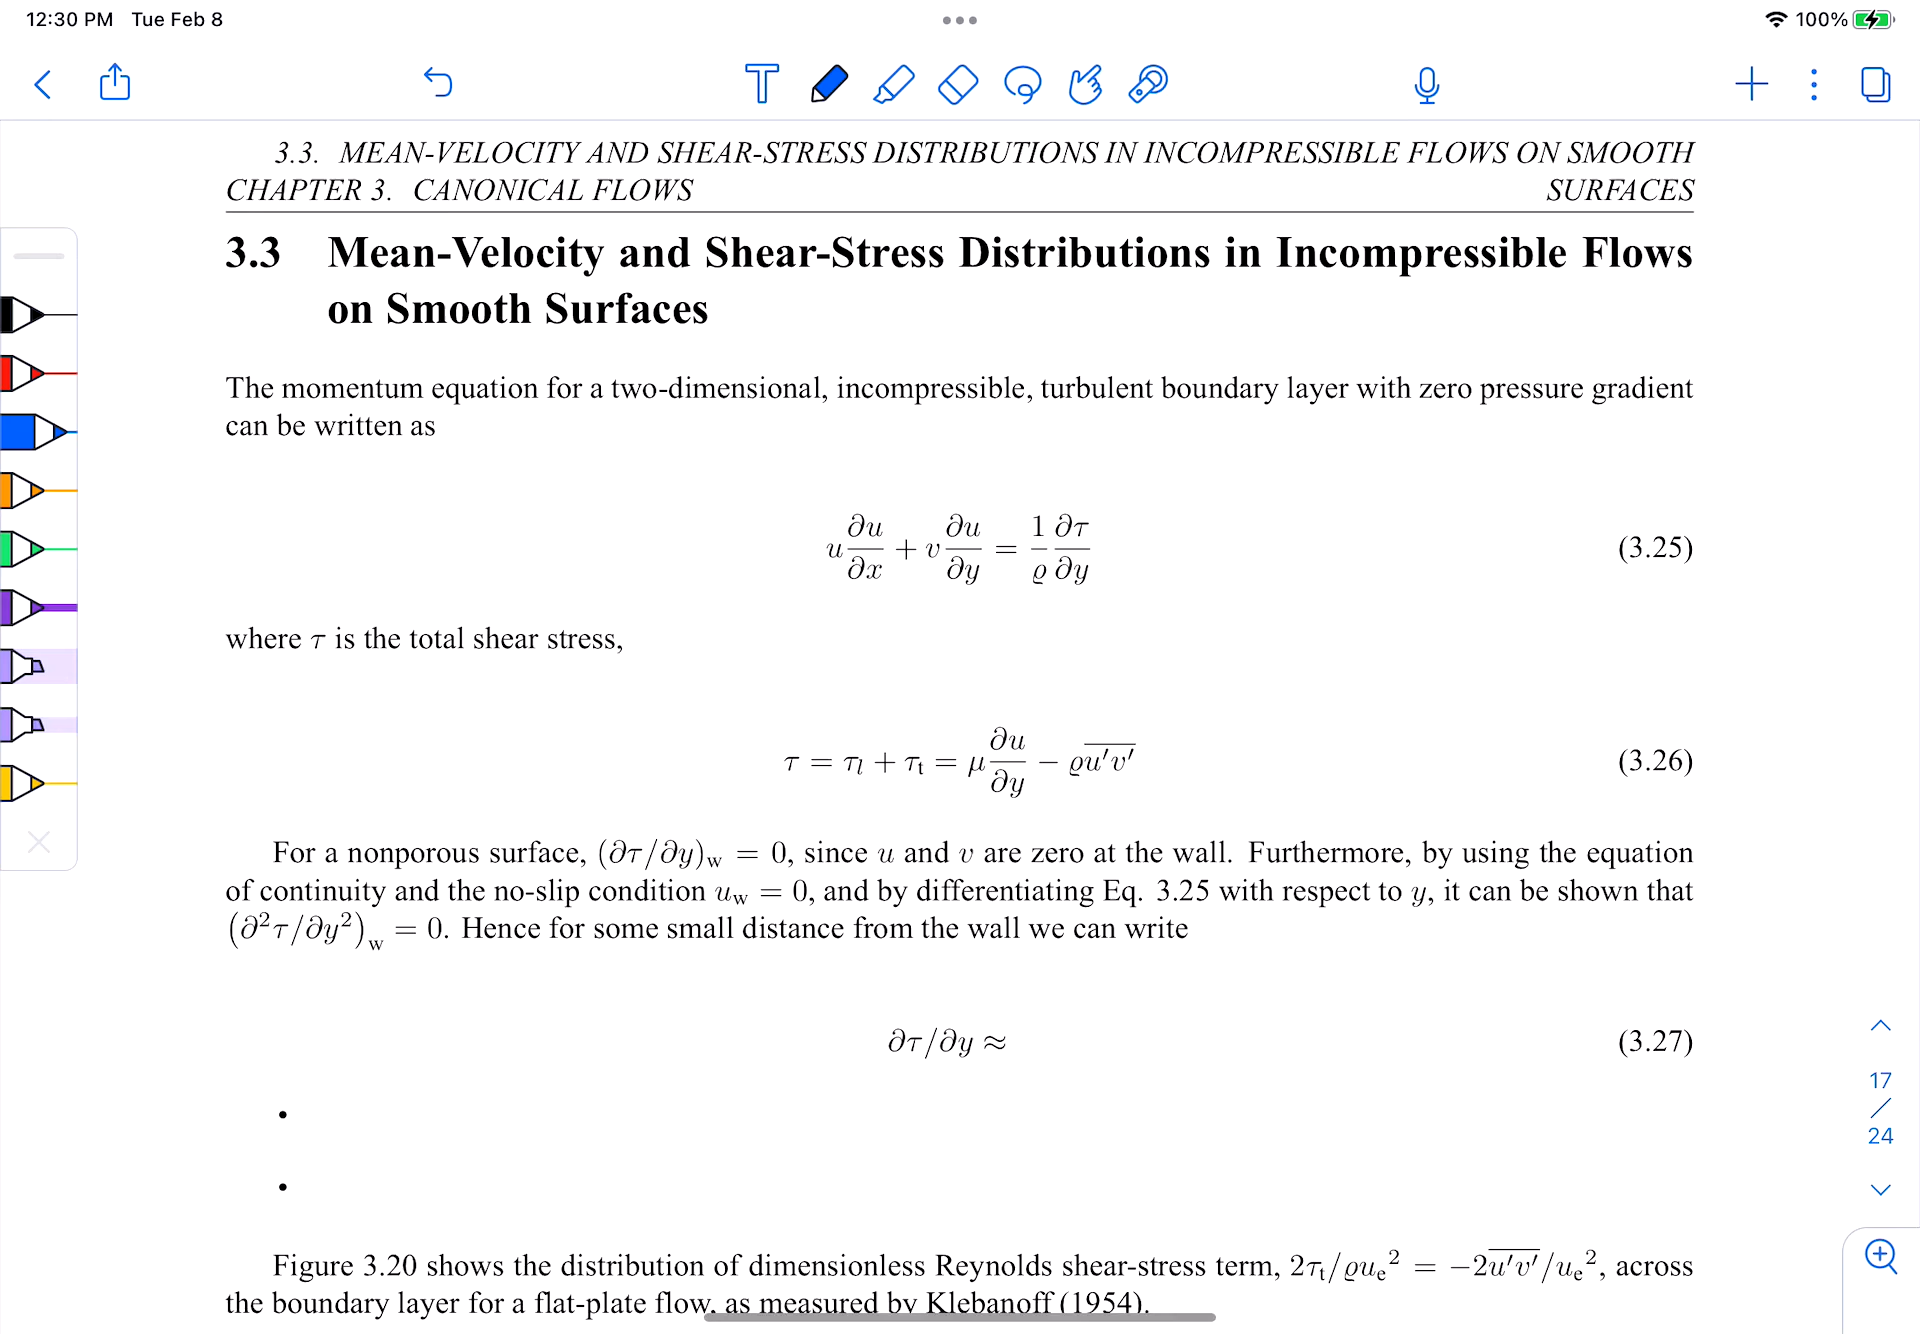 12:30 PM Tue Feb 8
100%
3.3. MEAN-VELOCITY AND SHEAR-STRESS DISTRIBUTIONS IN INCOMPRESSIBLE FLOWS ON SMOOTH
CHAPTER 3. CANONICAL FLOWS SURFACES
3.3 Mean-Velocity and Shear-Stress Distributions in Incompressible Flows
on Smooth Surfaces
The momentum equation for a two-dimensional, incompressible, turbulent boundary layer with zero pressure gradient
can be written as
u ∂u/∂x + v ∂u/∂y = 1/ϱ ∂τ/∂y (3.25)
where τ is the total shear stress,
τ = τ_l + τ_t = μ ∂u/∂y − ϱu̅′v̅′ (3.26)
For a nonporous surface, (∂τ/∂y)_w = 0, since u and v are zero at the wall. Furthermore, by using the equation
of continuity and the no-slip condition u_w = 0, and by differentiating Eq. 3.25 with respect to y, it can be shown that
(∂²τ/∂y²)_w = 0. Hence for some small distance from the wall we can write
∂τ/∂y ≈ (3.27)
•
•
Figure 3.20 shows the distribution of dimensionless Reynolds shear-stress term, 2τ_t/ϱu_e² = −2u̅′v̅′/u_e², across
the boundary layer for a flat-plate flow, as measured by Klebanoff (1954).
17
/
24